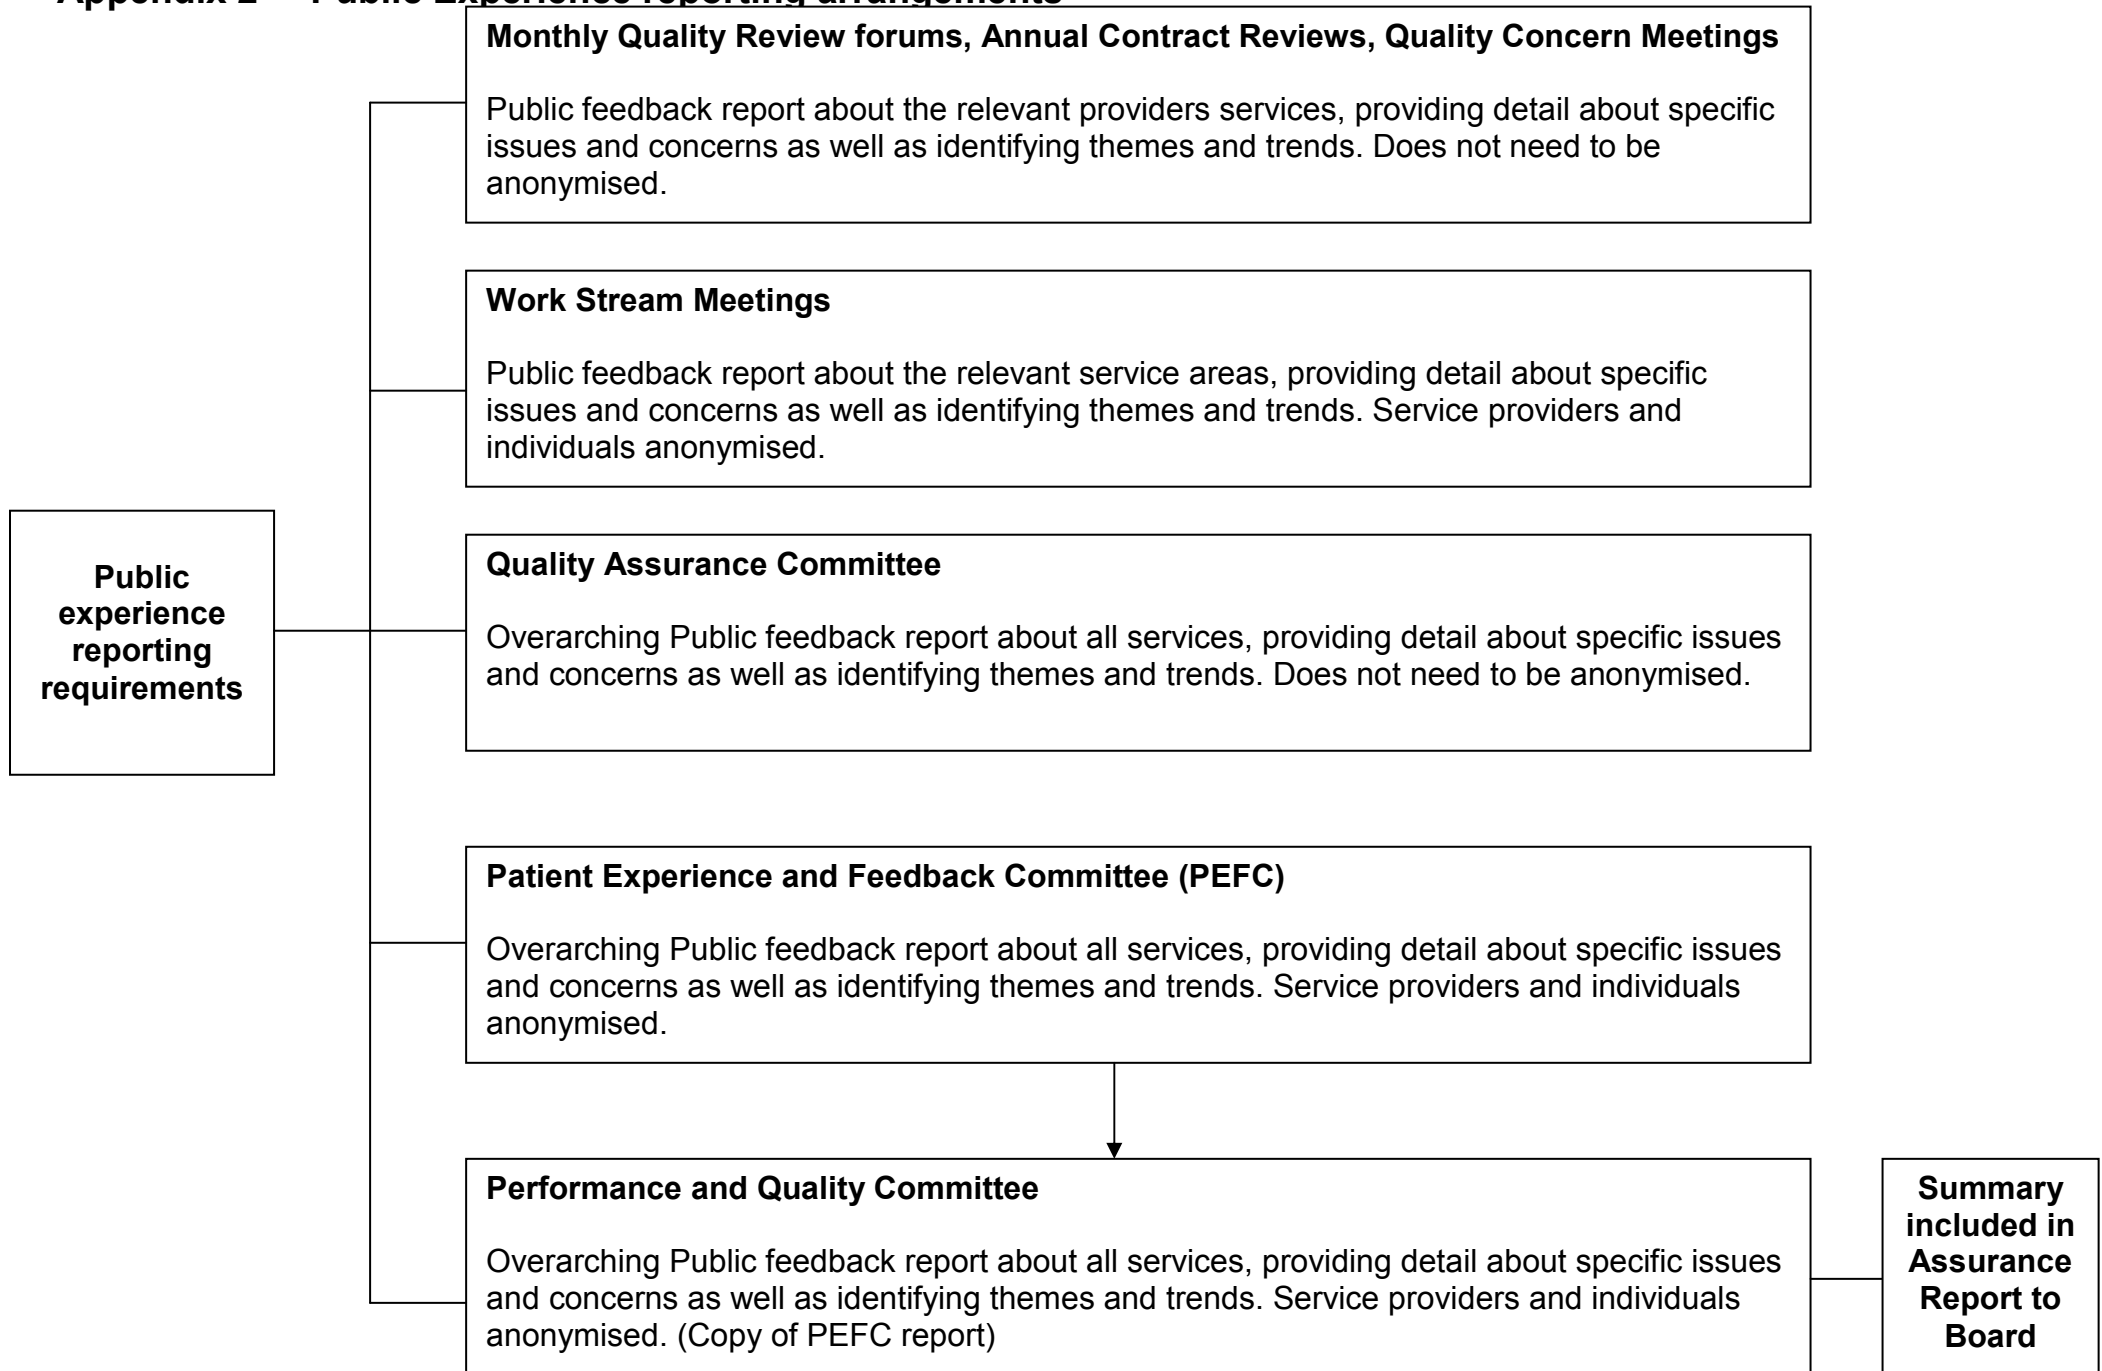 Appendix 2 – Public Experience reporting arrangements
Monthly Quality Review forums, Annual Contract Reviews, Quality Concern Meetings
Public feedback report about the relevant providers services, providing detail about specific
issues and concerns as well as identifying themes and trends. Does not need to be
anonymised.
Work Stream Meetings
Public feedback report about the relevant service areas, providing detail about specific
issues and concerns as well as identifying themes and trends. Service providers and
individuals anonymised.
Public
experience
reporting
requirements
Quality Assurance Committee
Overarching Public feedback report about all services, providing detail about specific issues
and concerns as well as identifying themes and trends. Does not need to be anonymised.
Patient Experience and Feedback Committee (PEFC)
Overarching Public feedback report about all services, providing detail about specific issues
and concerns as well as identifying themes and trends. Service providers and individuals
anonymised.
Performance and Quality Committee
Overarching Public feedback report about all services, providing detail about specific issues
and concerns as well as identifying themes and trends. Service providers and individuals
anonymised. (Copy of PEFC report)
Summary
included in
Assurance
Report to
Board